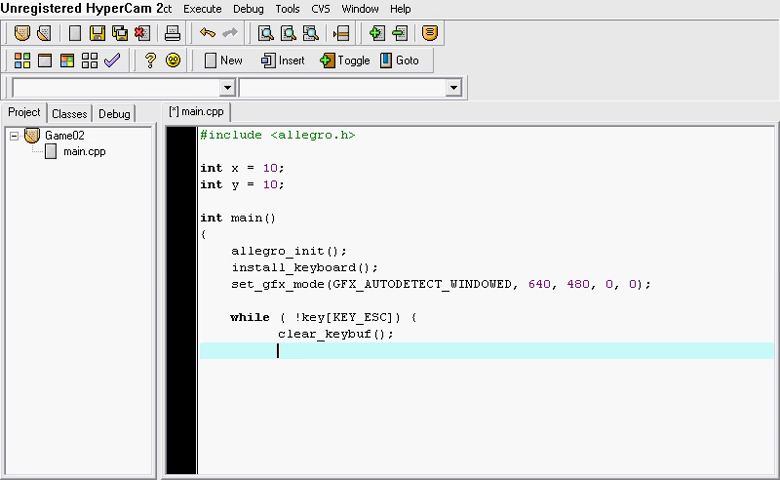 Unregistered HyperCam 2ct Execute Debug Tools CVS Window Help
New Insert Toggle Goto
Project Classes Debug [*] main.cpp
Game02
main.cpp
#include <allegro.h>
int x = 10;
int y = 10;
int main()
{
allegro_init();
install_keyboard();
set_gfx_mode(GFX_AUTODETECT_WINDOWED, 640, 480, 0, 0);
while ( !key[KEY_ESC]) {
clear_keybuf();